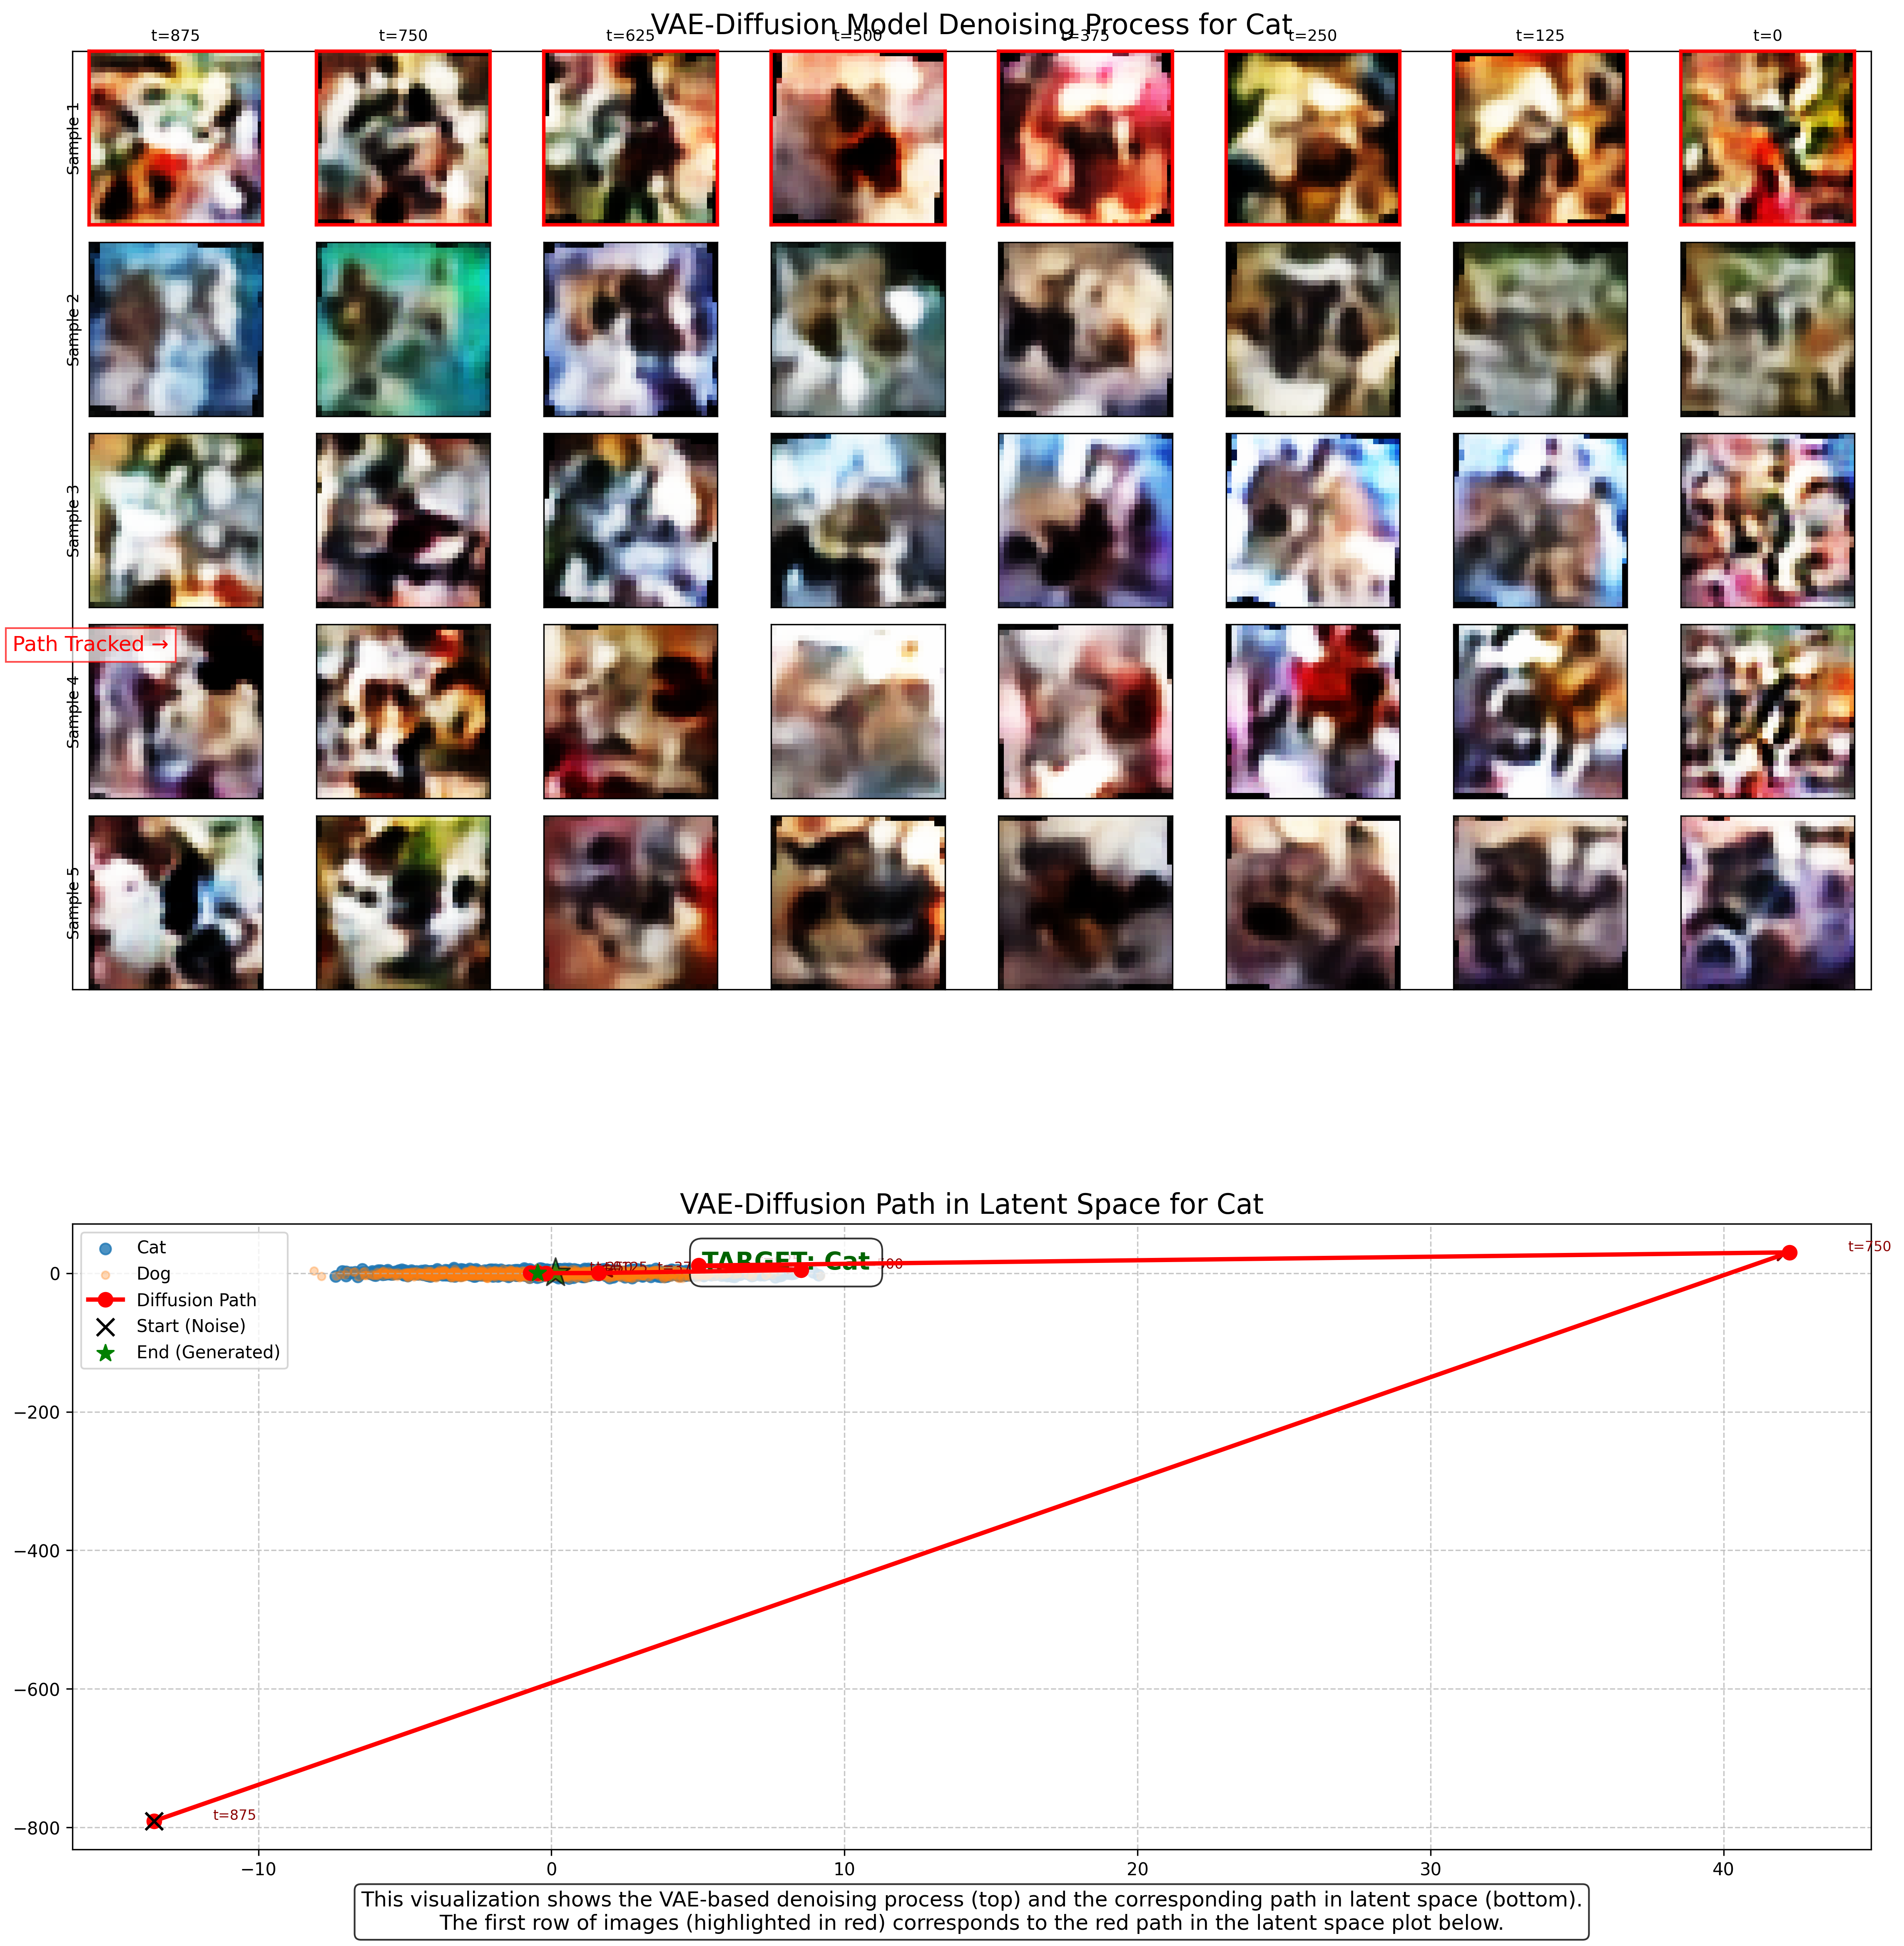 VAE-Diffusion Model Denoising Process for Cat
t=875
t=750
t=625
t=500
t=375
t=250
t=125
t=0
Sample 1
Sample 2
Sample 3
Path Tracked →
Sample 4
Sample 5
VAE-Diffusion Path in Latent Space for Cat
Cat
Dog
Diffusion Path
Start (Noise)
End (Generated)
TARGET: Cat
t=750
t=875
0
−200
−400
−600
−800
−10
0
10
20
30
40
This visualization shows the VAE-based denoising process (top) and the corresponding path in latent space (bottom).
The first row of images (highlighted in red) corresponds to the red path in the latent space plot below.